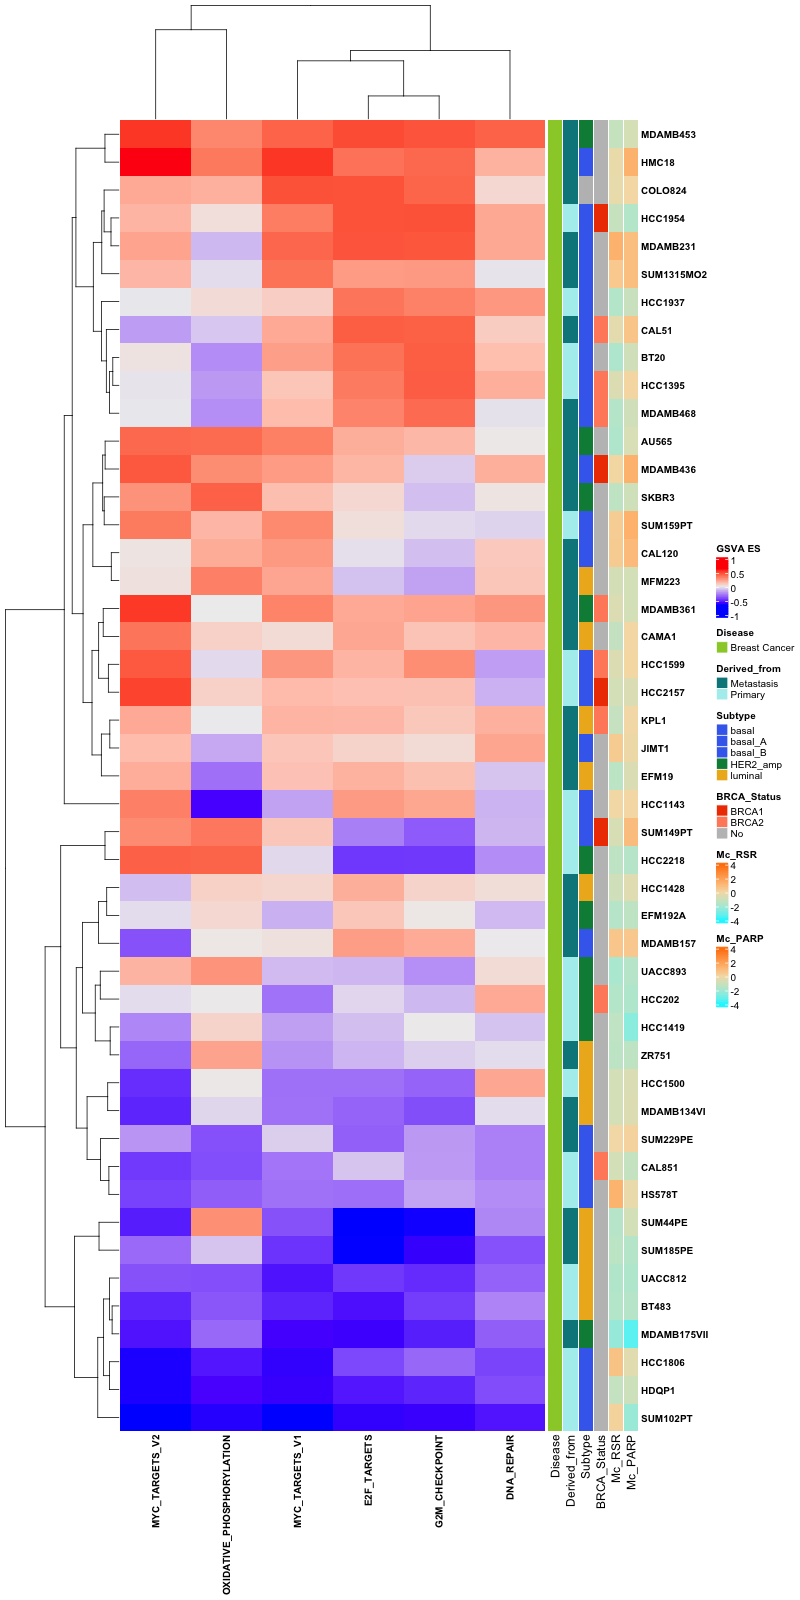 MDAMB453
HMC18
COLO824
HCC1954
MDAMB231
SUM1315MO2
HCC1937
CAL51
BT20
HCC1395
MDAMB468
AU565
MDAMB436
SKBR3
SUM159PT
CAL120
MFM223
MDAMB361
CAMA1
HCC1599
HCC2157
KPL1
JIMT1
EFM19
HCC1143
SUM149PT
HCC2218
HCC1428
EFM192A
MDAMB157
UACC893
HCC202
HCC1419
ZR751
HCC1500
MDAMB134VI
SUM229PE
CAL851
HS578T
SUM44PE
SUM185PE
UACC812
BT483
MDAMB175VII
HCC1806
HDQP1
SUM102PT
MYC_TARGETS_V2
OXIDATIVE_PHOSPHORYLATION
MYC_TARGETS_V1
E2F_TARGETS
G2M_CHECKPOINT
DNA_REPAIR
Disease
Derived_from
Subtype
BRCA_Status
Mc_RSR
Mc_PARP
GSVA ES
1
0.5
0
-0.5
-1
Disease
Breast Cancer
Derived_from
Metastasis
Primary
Subtype
basal
basal_A
basal_B
HER2_amp
luminal
BRCA_Status
BRCA1
BRCA2
No
Mc_RSR
4
2
0
-2
-4
Mc_PARP
4
2
0
-2
-4